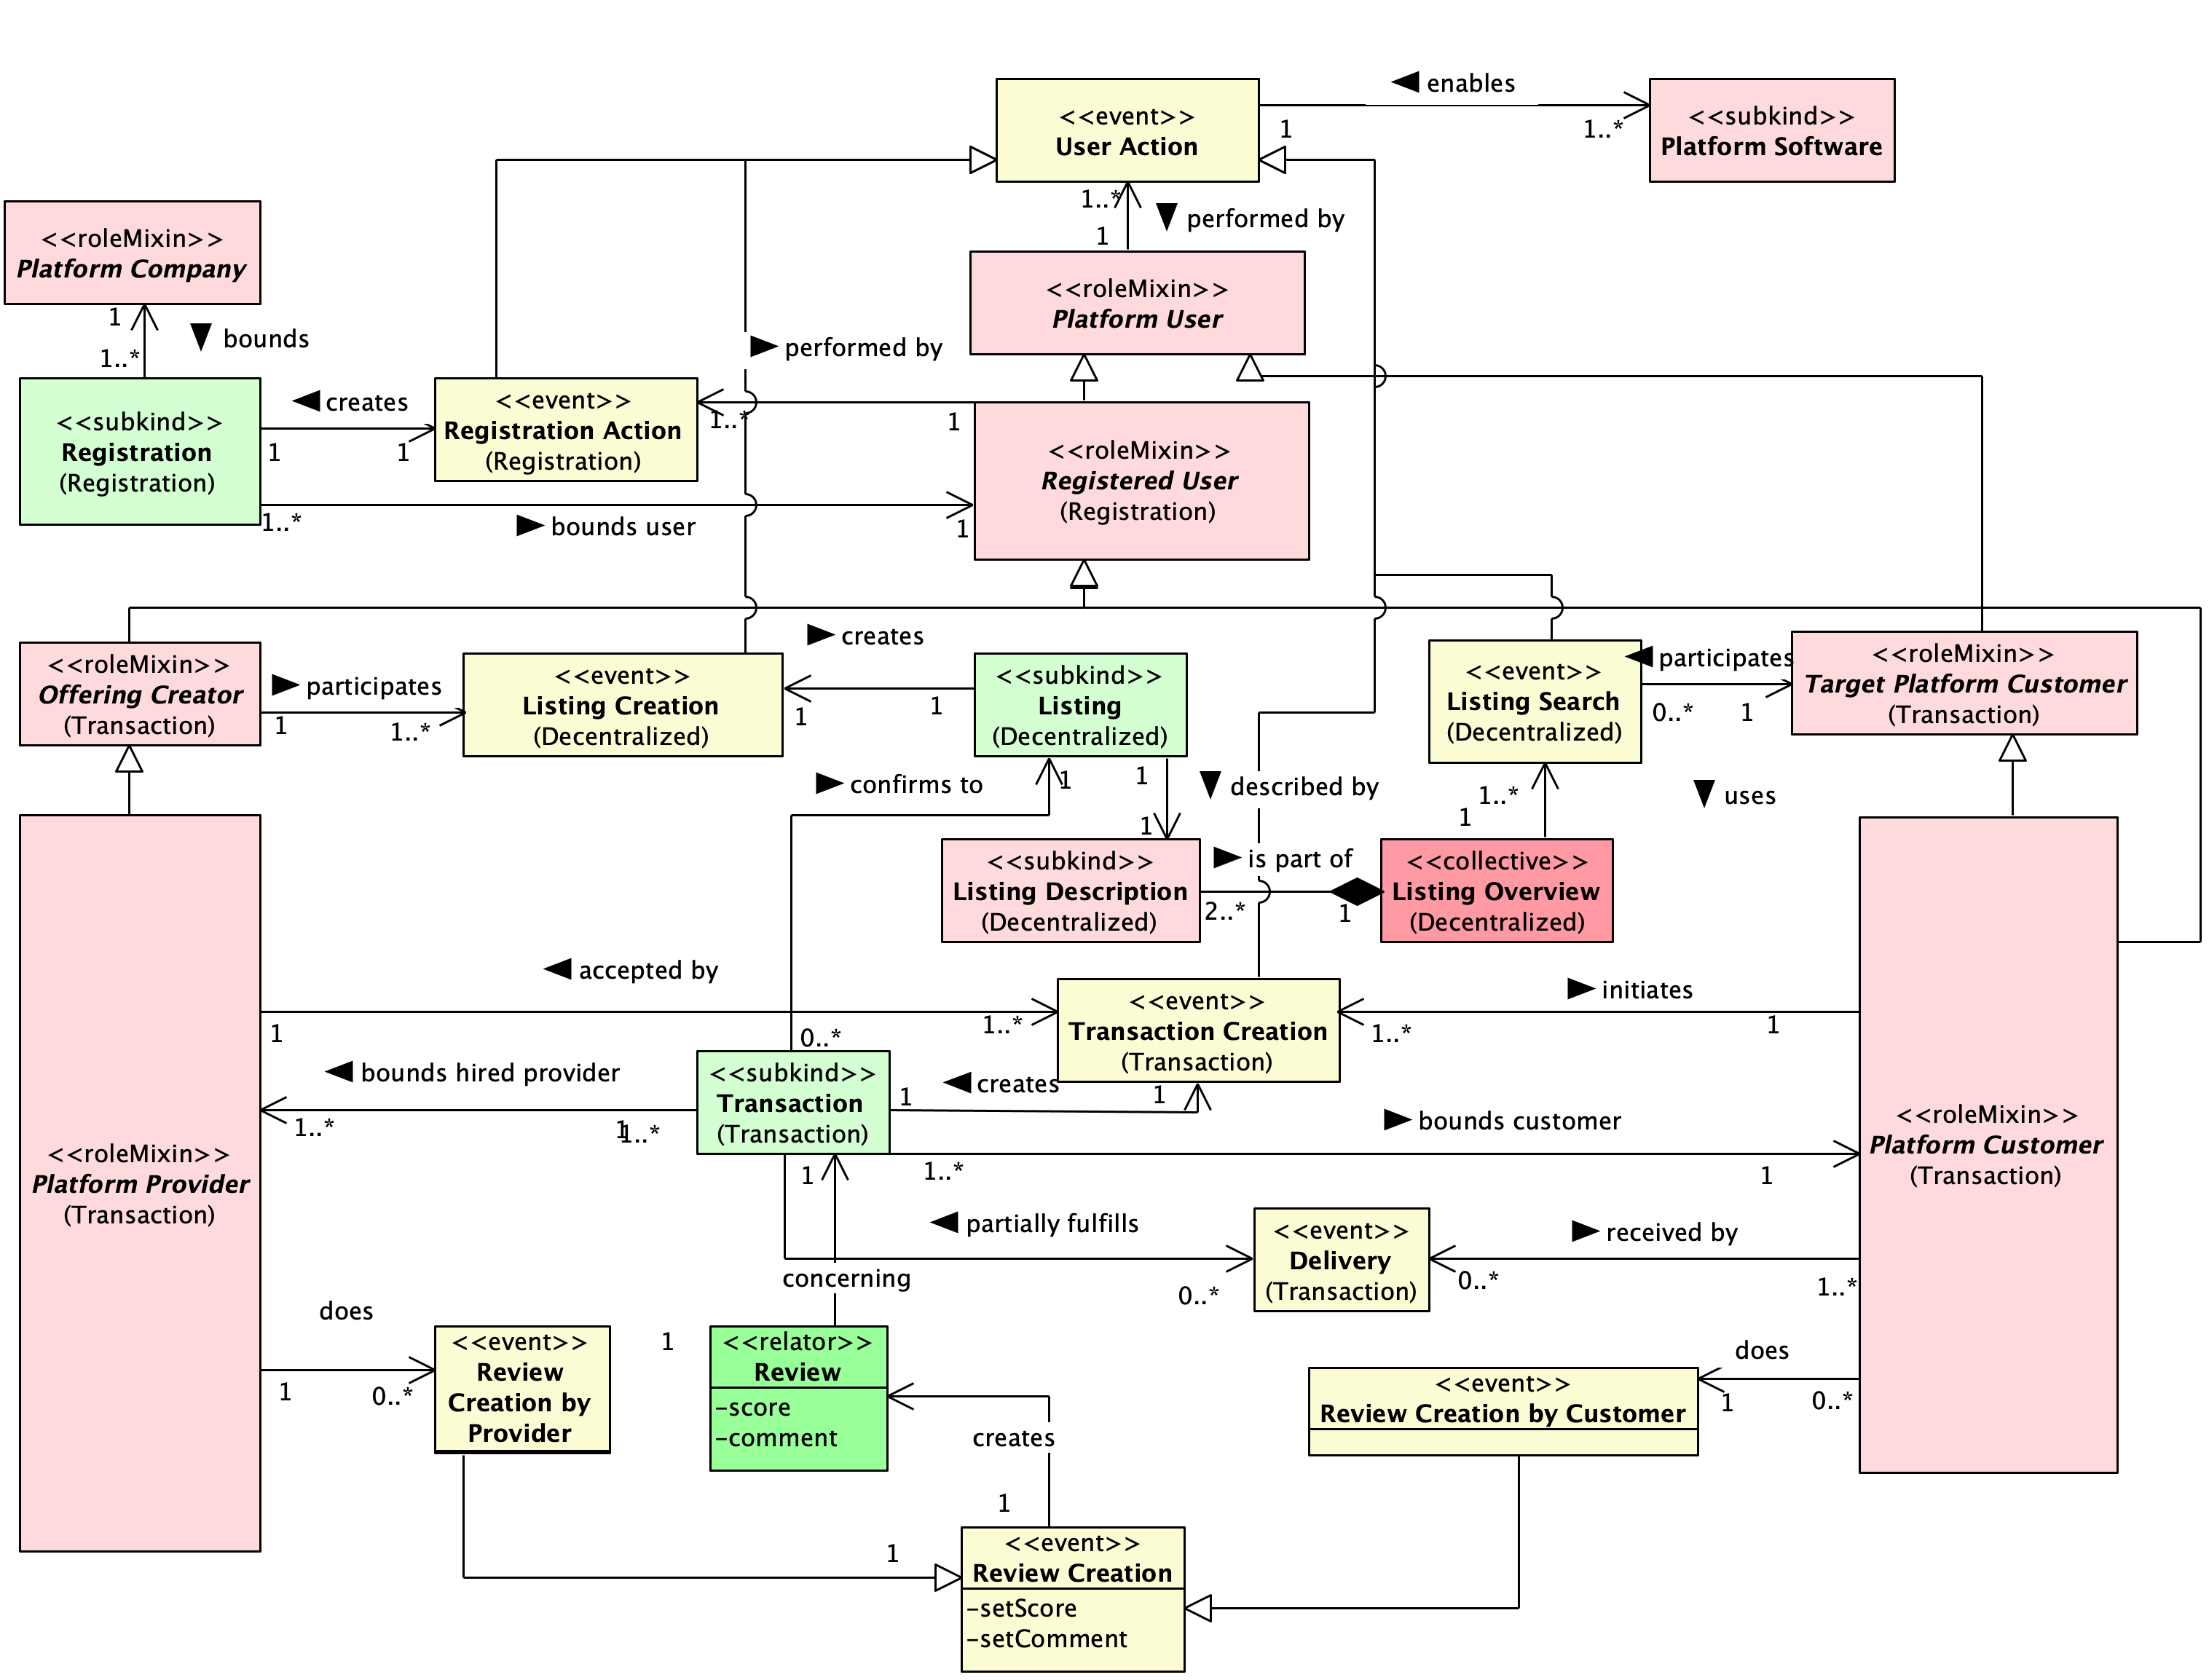 <<event>>
User Action
◀ enables
1
1..*
<<subkind>>
Platform Software
1..*
1
▼ performed by
<<roleMixin>>
Platform Company
1
1..*
▼ bounds
<<roleMixin>>
Platform User
▶ performed by
<<subkind>>
Registration
(Registration)
◀ creates
1
1
<<event>>
Registration Action
(Registration)
1..*
1
<<roleMixin>>
Registered User
(Registration)
1..*
▶ bounds user
1
<<roleMixin>>
Offering Creator
(Transaction)
▶ participates
1
1..*
<<event>>
Listing Creation
(Decentralized)
▶ creates
1
1
<<subkind>>
Listing
(Decentralized)
<<event>>
Listing Search
(Decentralized)
◀ participates
0..*
1
<<roleMixin>>
Target Platform Customer
(Transaction)
▶ confirms to
1
1
1
▼ described by
1..*
1
▼ uses
<<subkind>>
Listing Description
(Decentralized)
▶ is part of
2..*
1
<<collective>>
Listing Overview
(Decentralized)
◀ accepted by
1
1..*
0..*
<<event>>
Transaction Creation
(Transaction)
▶ initiates
1..*
1
◀ bounds hired provider
1..*
1
1..*
<<subkind>>
Transaction
(Transaction)
◀ creates
1
1
▶ bounds customer
1..*
1
1
<<roleMixin>>
Platform Provider
(Transaction)
<<roleMixin>>
Platform Customer
(Transaction)
◀ partially fulfills
0..*
<<event>>
Delivery
(Transaction)
▶ received by
0..*
1..*
concerning
does
1
0..*
<<event>>
Review
Creation by
Provider
1
<<relator>>
Review
-score
-comment
creates
1
<<event>>
Review Creation by Customer
does
1
0..*
1
<<event>>
Review Creation
-setScore
-setComment